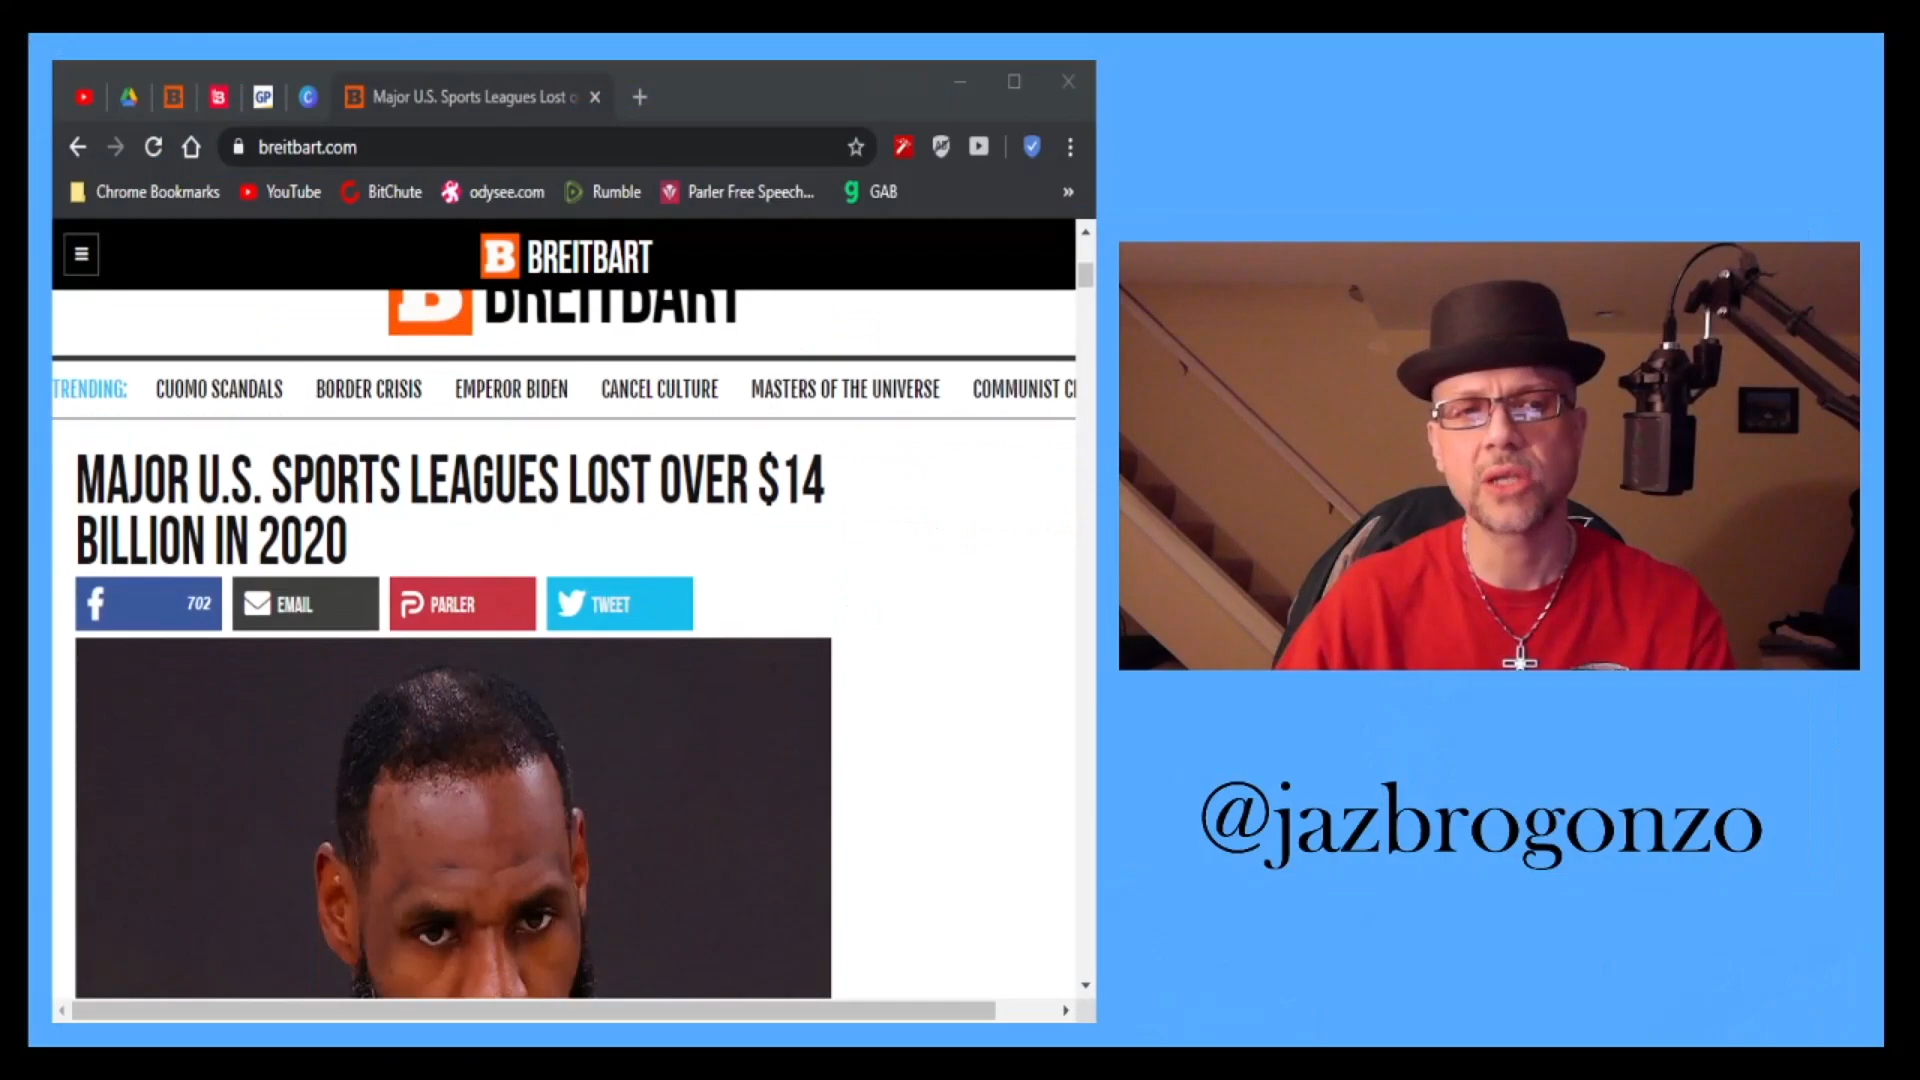 Major U.S. Sports Leagues Lost
breitbart.com
Chrome Bookmarks YouTube BitChute odysee.com Rumble Parler Free Speech... GAB
B BREITBART
B BREITBART
TRENDING: CUOMO SCANDALS BORDER CRISIS EMPEROR BIDEN CANCEL CULTURE MASTERS OF THE UNIVERSE COMMUNIST
MAJOR U.S. SPORTS LEAGUES LOST OVER $14
BILLION IN 2020
702 EMAIL PARLER TWEET
@jazbrogonzo